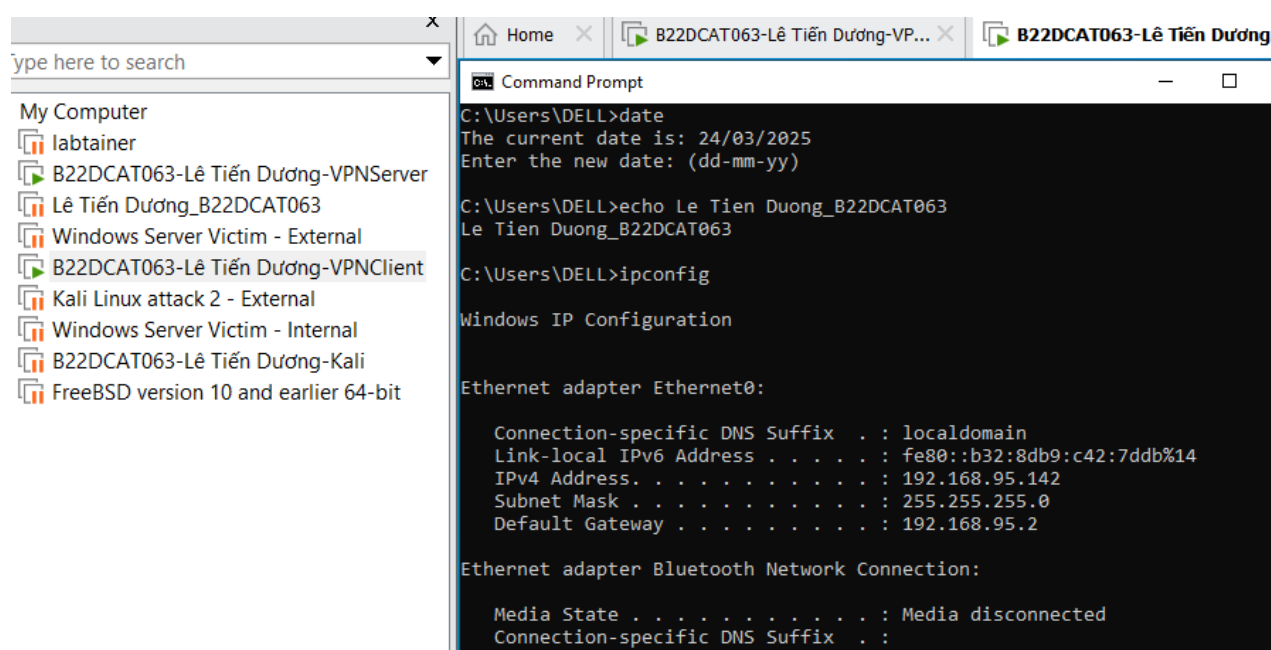 X
Type here to search
My Computer
labtainer
B22DCAT063-Lê Tiến Dương-VPNServer
Lê Tiến Dương_B22DCAT063
Windows Server Victim - External
B22DCAT063-Lê Tiến Dương-VPNClient
Kali Linux attack 2 - External
Windows Server Victim - Internal
B22DCAT063-Lê Tiến Dương-Kali
FreeBSD version 10 and earlier 64-bit
Home
B22DCAT063-Lê Tiến Dương-VP...
B22DCAT063-Lê Tiến Dương
Command Prompt
C:\Users\DELL>date
The current date is: 24/03/2025
Enter the new date: (dd-mm-yy)
C:\Users\DELL>echo Le Tien Duong_B22DCAT063
Le Tien Duong_B22DCAT063
C:\Users\DELL>ipconfig
Windows IP Configuration
Ethernet adapter Ethernet0:
Connection-specific DNS Suffix  . : localdomain
Link-local IPv6 Address . . . . . : fe80::b32:8db9:c42:7ddb%14
IPv4 Address. . . . . . . . . . . : 192.168.95.142
Subnet Mask . . . . . . . . . . . : 255.255.255.0
Default Gateway . . . . . . . . . : 192.168.95.2
Ethernet adapter Bluetooth Network Connection:
Media State . . . . . . . . . . . : Media disconnected
Connection-specific DNS Suffix  . :